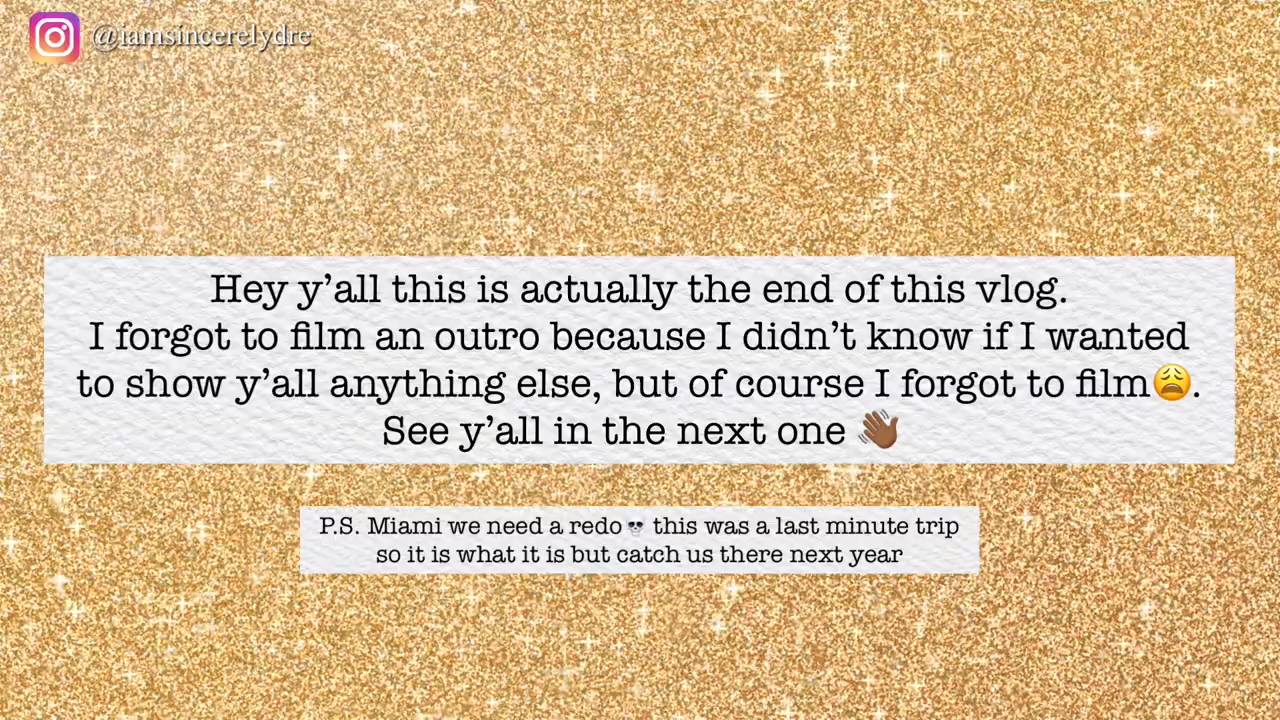 @iamsincerelydre
Hey y’all this is actually the end of this vlog.
I forgot to film an outro because I didn’t know if I wanted
to show y’all anything else, but of course I forgot to film😩.
See y’all in the next one 👋🏾
P.S. Miami we need a redo💀 this was a last minute trip
so it is what it is but catch us there next year